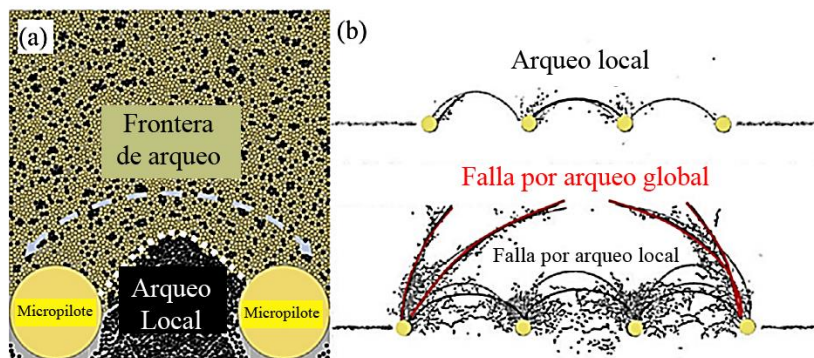 (a)
Frontera
de arqueo
Arqueo
Local
Micropilote
Micropilote
(b)
Arqueo local
Falla por arqueo global
Falla por arqueo local